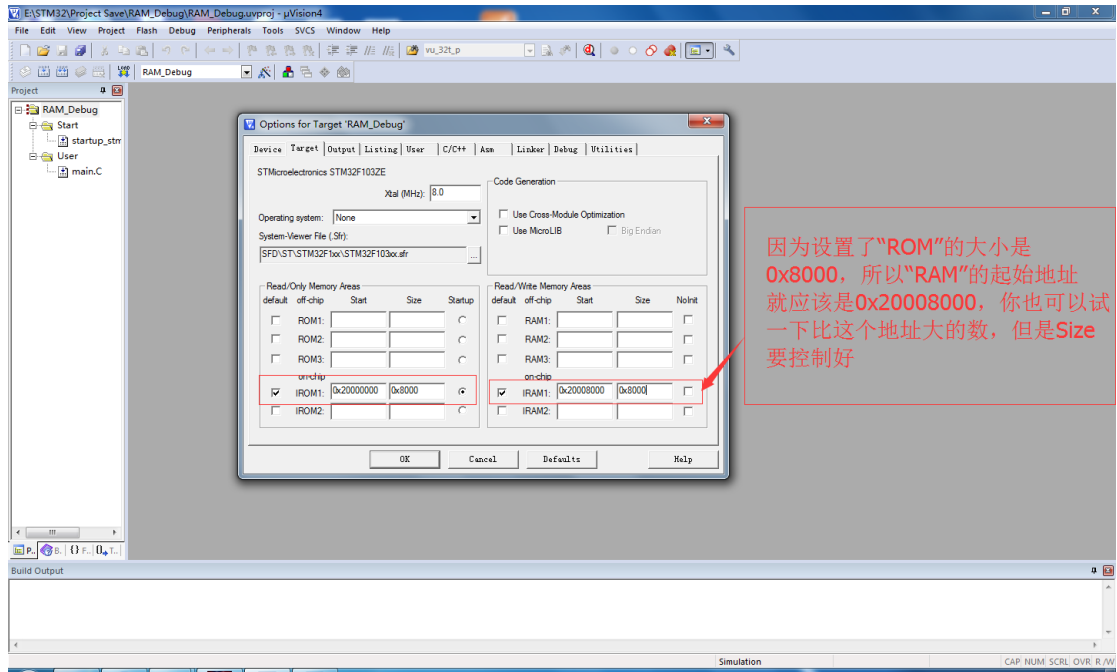 E:\STM32\Project Save\RAM_Debug\RAM_Debug.uvproj - µVision4
File Edit View Project Flash Debug Peripherals Tools SVCS Window Help
vu_32t_p
RAM_Debug
Project
RAM_Debug
Start
startup_stm
User
main.C
Options for Target 'RAM_Debug'
Device Target Output Listing User C/C++ Asm Linker Debug Utilities
STMicroelectronics STM32F103ZE
Xtal (MHz): 8.0
Operating system: None
System-Viewer File (.Sfr):
SFD\ST\STM32F1xx\STM32F103xx.sfr ...
Code Generation
Use Cross-Module Optimization
Use MicroLIB Big Endian
Read/Only Memory Areas
default off-chip Start Size Startup
ROM1:
ROM2:
ROM3:
on-chip
IROM1: 0x20000000 0x8000
IROM2:
Read/Write Memory Areas
default off-chip Start Size NoInit
RAM1:
RAM2:
RAM3:
on-chip
IRAM1: 0x20008000 0x8000
IRAM2:
OK Cancel Defaults Help
因为设置了“ROM”的大小是
0x8000，所以“RAM”的起始地址
就应该是0x20008000，你也可以试
一下比这个地址大的数，但是Size
要控制好
P.. B. {} F.. 0 T..
Build Output
Simulation
CAP NUM SCRL OVR R/W